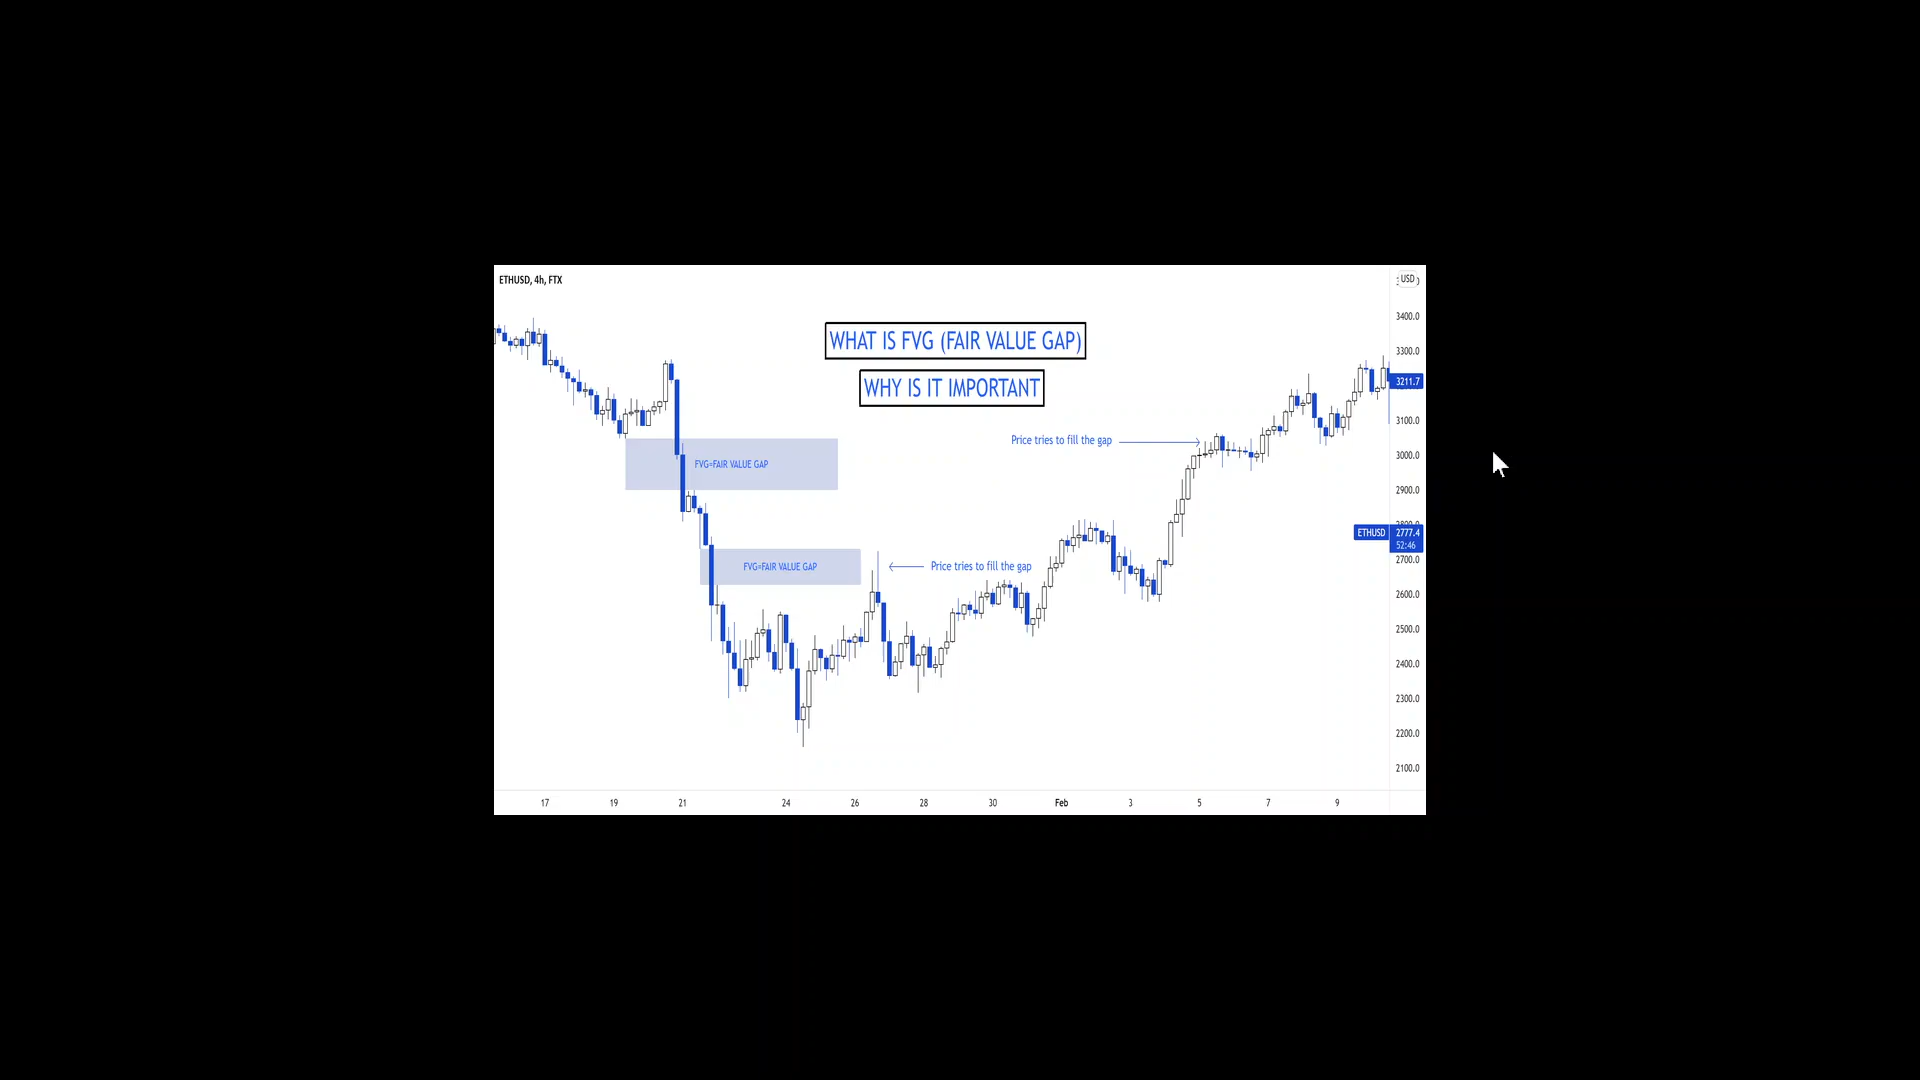 ETHUSD, 4h, FTX
USD
WHAT IS FVG (FAIR VALUE GAP)
WHY IS IT IMPORTANT
3400.0
3300.0
3211.7
3100.0
Price tries to fill the gap
3000.0
FVG=FAIR VALUE GAP
2900.0
2800.0
ETHUSD 2777.4
52:46
2700.0
FVG=FAIR VALUE GAP
Price tries to fill the gap
2600.0
2500.0
2400.0
2300.0
2200.0
2100.0
17 19 21 24 26 28 30 Feb 3 5 7 9